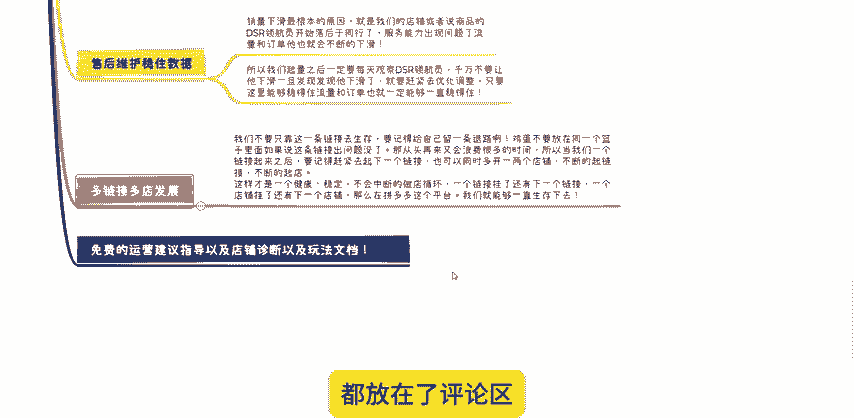 销量下滑最根本的原因，就是我们的店铺或者说商品的
DSR领航员开始落后于同行了，服务能力出现问题了流
量和订单他也就会不断的下滑！
售后维护稳住数据
所以我们起量之后一定要每天观察DSR领航员，千万不要让
他下滑一旦发现发现他下滑了，就要赶紧去优化调整，只要
这里能够稳得住流量和订单也就一定能够一直稳得住！
我们不要只靠这一条链接去生存，要记得给自己留一条退路啊！鸡蛋不要放在同一个篮
子里面如果说这条链接出问题没了。那从头再来又会浪费很多的时间，所以当我们一个
链接起来之后，要记得赶紧去起下一个链接，也可以同时多开一两个店铺，不断的起链
接，不断的起店。
多链接多店发展
这样才是一个健康，稳定，不会中断的做店循环，一个链接挂了还有下一个链接，一个
店铺挂了还有下一个店铺，那么在拼多多这个平台。我们就能够一直生存下去！
免费的运营建议指导以及店铺诊断以及玩法文档！
都放在了评论区